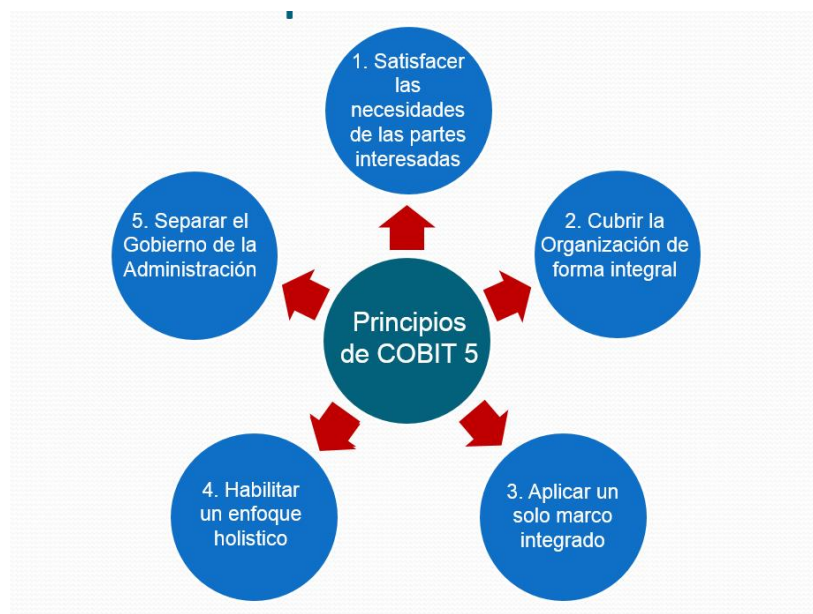 1. Satisfacer
las
necesidades
de las partes
interesadas
2. Cubrir la
Organización de
forma integral
3. Aplicar un
solo marco
integrado
4. Habilitar
un enfoque
holistico
5. Separar el
Gobierno de la
Administración
Principios
de COBIT 5